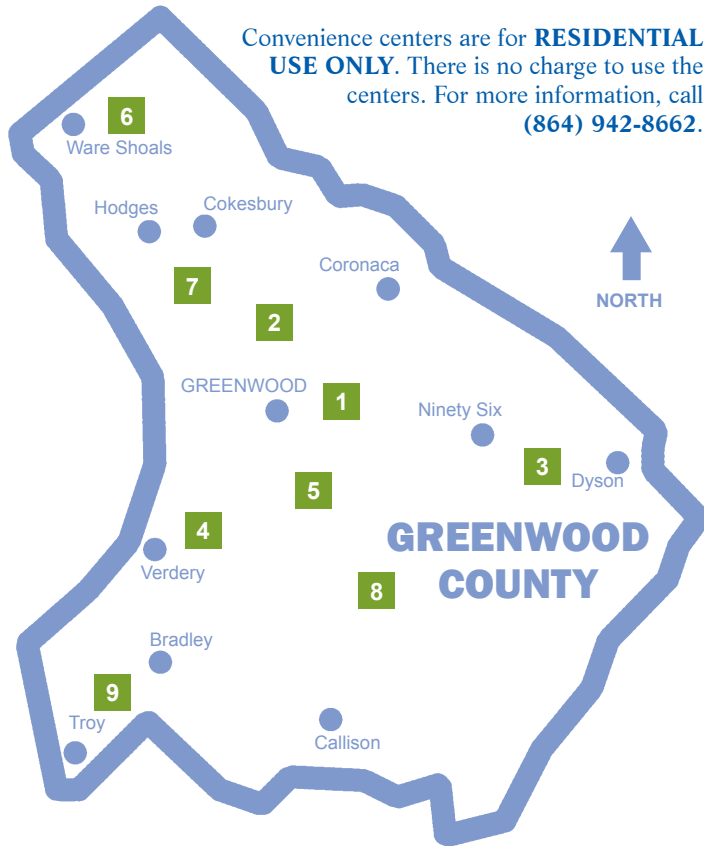 Convenience centers are for RESIDENTIAL
USE ONLY. There is no charge to use the
centers. For more information, call
(864) 942-8662.
6
Ware Shoals
Hodges
Cokesbury
Coronaca
7
NORTH
2
GREENWOOD
1
Ninety Six
3
Dyson
5
4
GREENWOOD
COUNTY
Verdery
8
Bradley
9
Troy
Callison